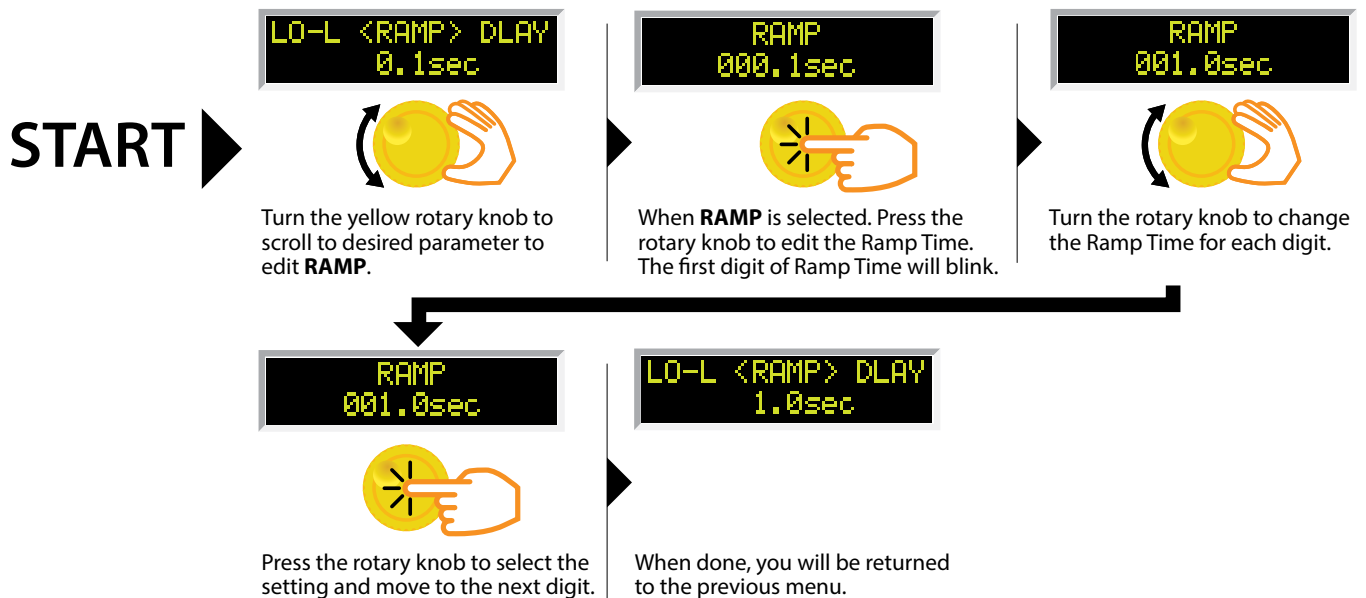 START
LO-L <RAMP> DLAY
0.1sec
Turn the yellow rotary knob to
scroll to desired parameter to
edit RAMP.
RAMP
000.1sec
When RAMP is selected. Press the
rotary knob to edit the Ramp Time.
The first digit of Ramp Time will blink.
RAMP
001.0sec
Turn the rotary knob to change
the Ramp Time for each digit.
RAMP
001.0sec
Press the rotary knob to select the
setting and move to the next digit.
LO-L <RAMP> DLAY
1.0sec
When done, you will be returned
to the previous menu.